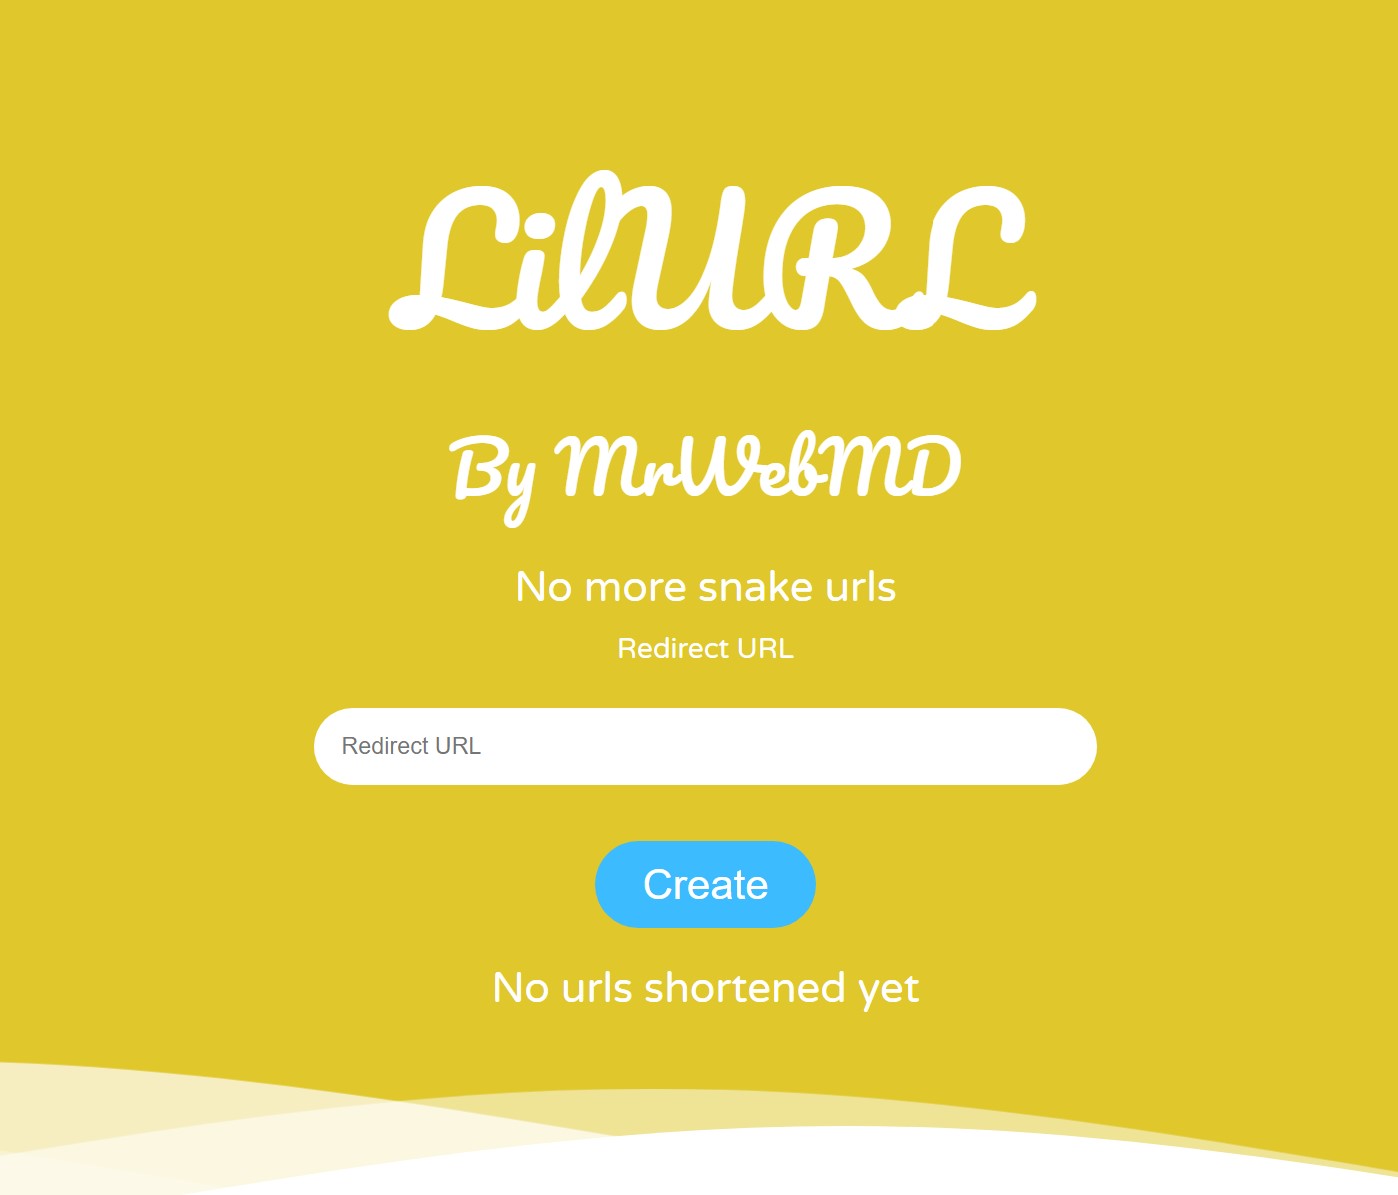 LilURL
By MrWebMD
No more snake urls
Redirect URL
Redirect URL
Create
No urls shortened yet